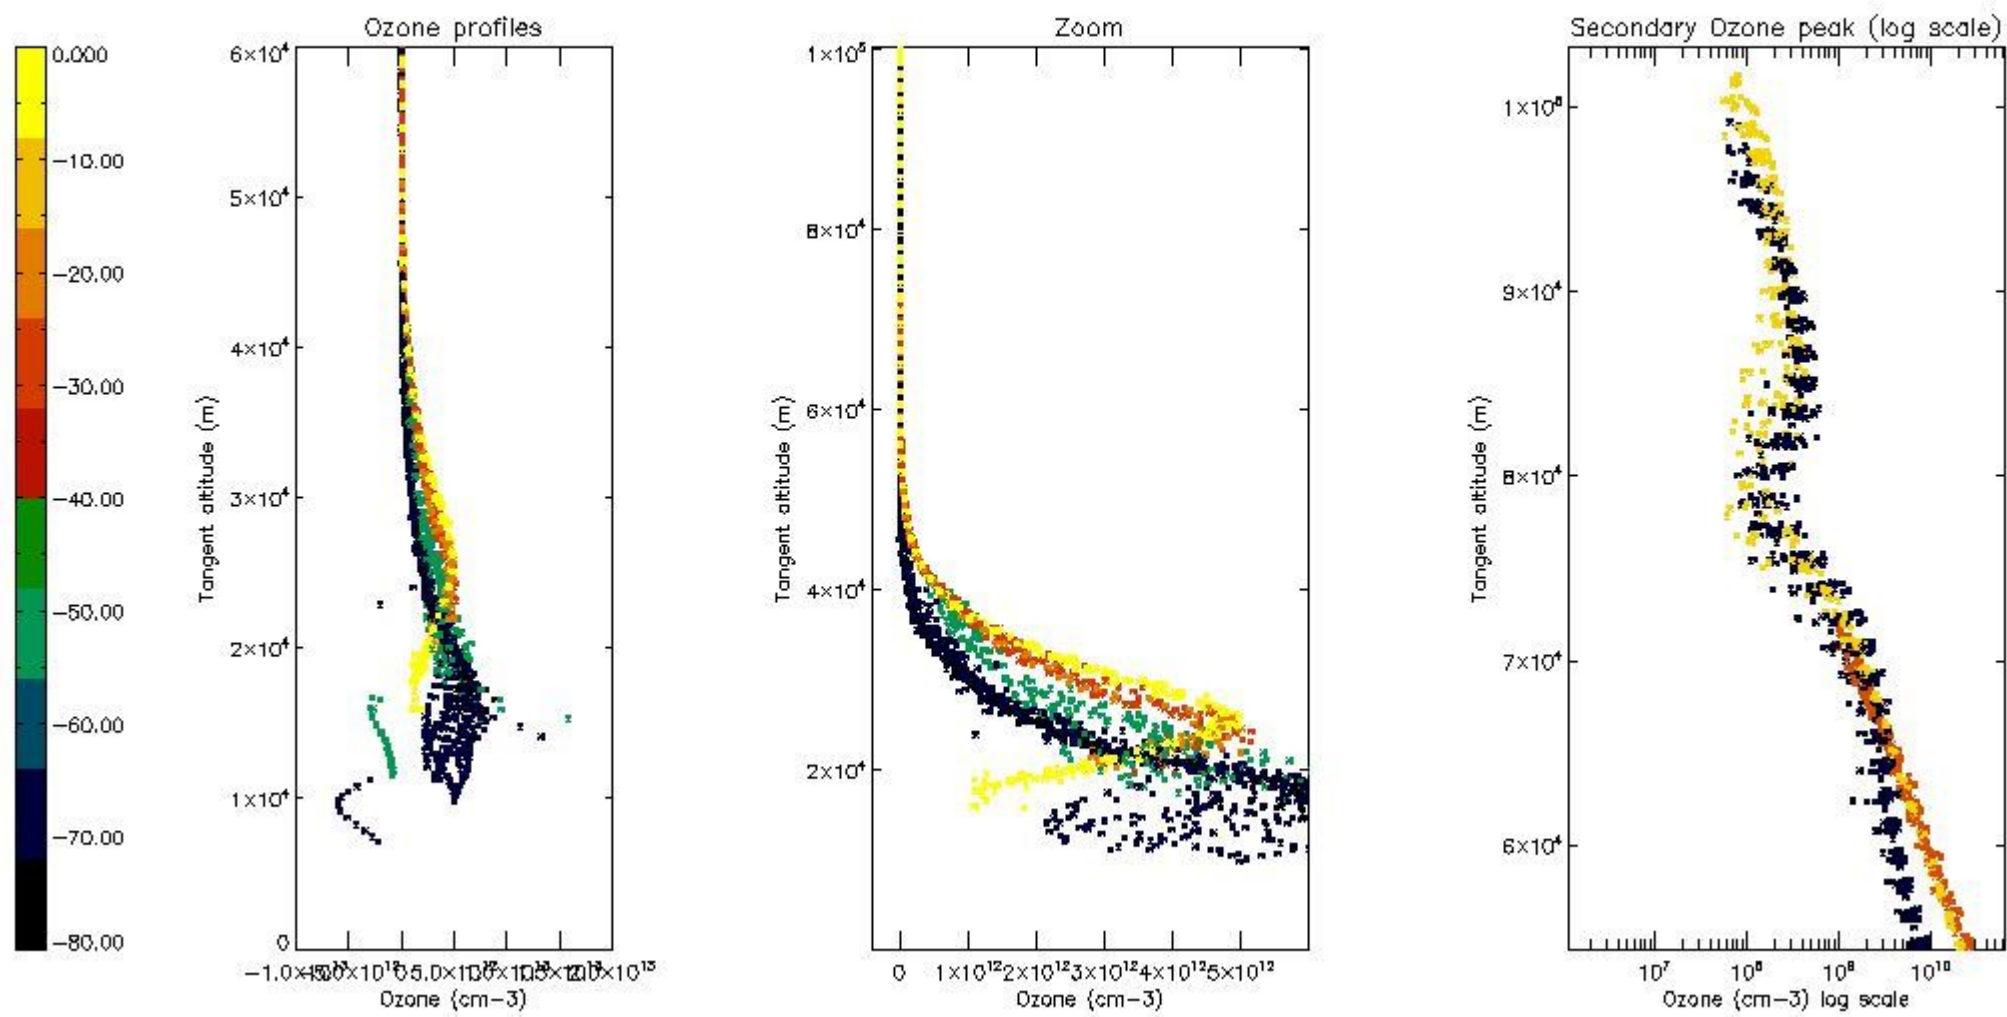 Ozone profiles
Zoom
Secondary Ozone peak (log scale)
0.000
−10.00
−20.00
−30.00
−40.00
−50.00
−60.00
−70.00
−80.00
6×10⁴
5×10⁴
4×10⁴
3×10⁴
2×10⁴
1×10⁴
0
Tangent altitude (m)
Ozone (cm−3)
1×10⁵
8×10⁴
6×10⁴
4×10⁴
2×10⁴
Tangent altitude (m)
0 1×10¹² 2×10¹² 3×10¹² 4×10¹² 5×10¹²
Ozone (cm−3)
1×10⁵
9×10⁴
8×10⁴
7×10⁴
6×10⁴
Tangent altitude (m)
10⁷ 10⁸ 10⁹ 10¹⁰
Ozone (cm−3) log scale